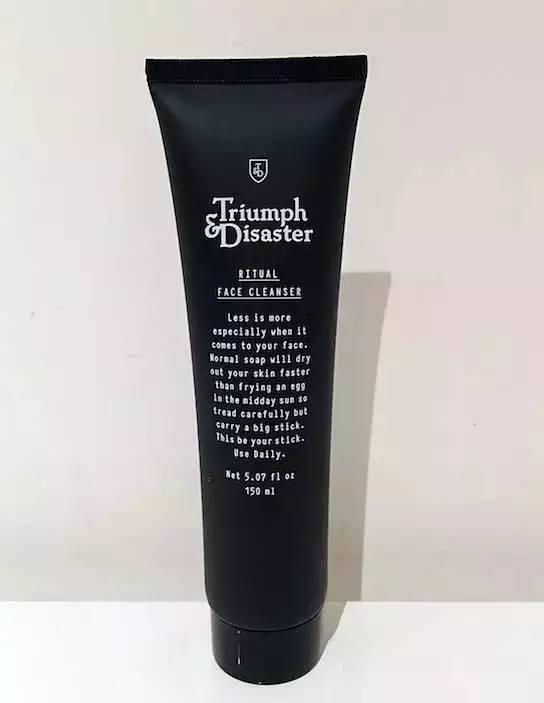 T&D
Triumph
&Disaster
RITUAL
FACE CLEANSER
Less is more
especially when it
comes to your face.
Normal soap will dry
out your skin faster
than frying an egg
in the midday sun so
tread carefully but
carry a big stick.
This be your stick.
Use Daily.
Net 5.07 fl oz
150 ml